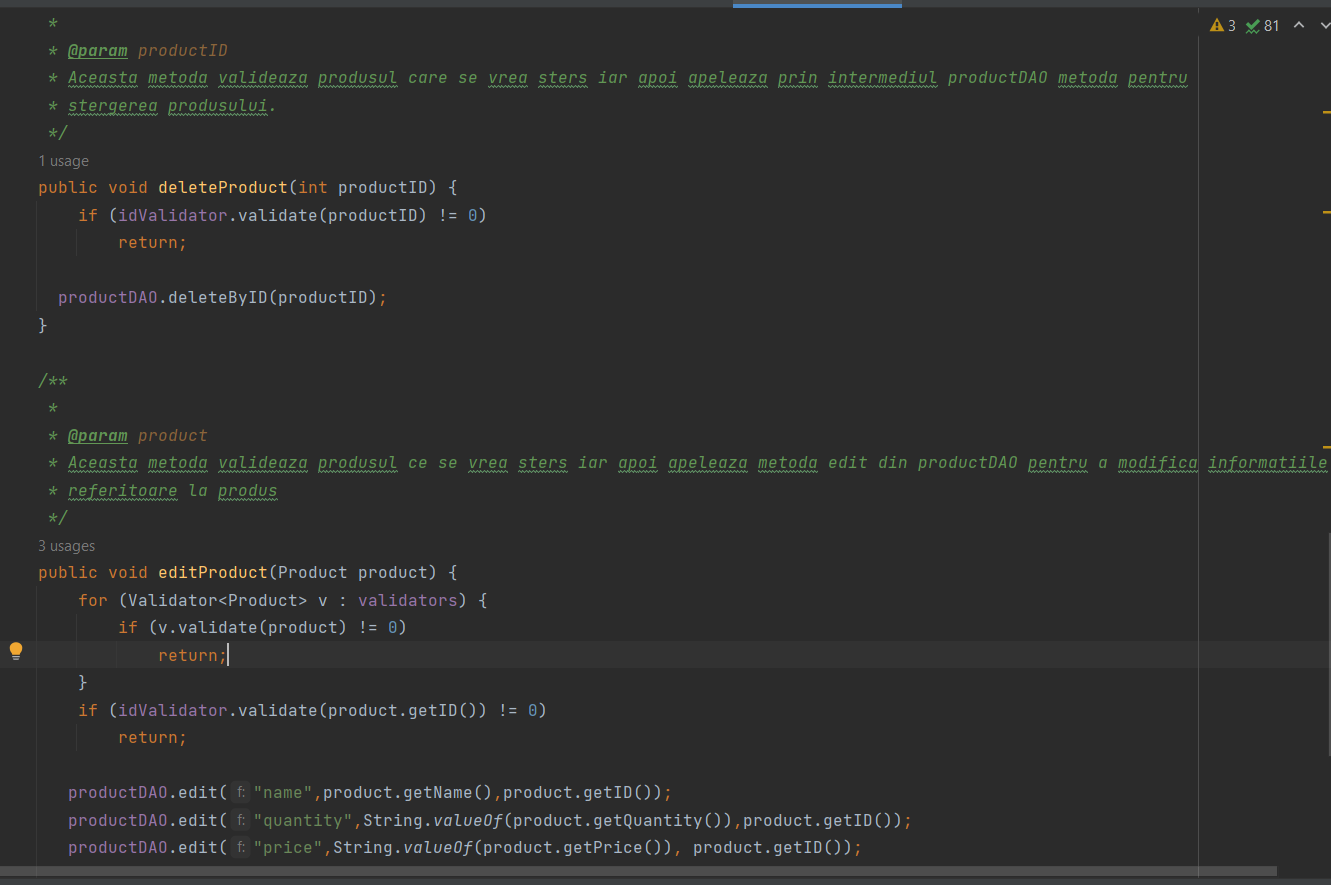 *
3 81
* @param productID
* Aceasta metoda valideaza produsul care se vrea sters iar apoi apeleaza prin intermediul productDAO metoda pentru
* stergerea produsului.
*/
1 usage
public void deleteProduct(int productID) {
if (idValidator.validate(productID) != 0)
return;
productDAO.deleteByID(productID);
}
/**
*
* @param product
* Aceasta metoda valideaza produsul ce se vrea sters iar apoi apeleaza metoda edit din productDAO pentru a modifica informatiile
* referitoare la produs
*/
3 usages
public void editProduct(Product product) {
for (Validator<Product> v : validators) {
if (v.validate(product) != 0)
return;
}
if (idValidator.validate(product.getID()) != 0)
return;
productDAO.edit( f: "name",product.getName(),product.getID());
productDAO.edit( f: "quantity",String.valueOf(product.getQuantity()),product.getID());
productDAO.edit( f: "price",String.valueOf(product.getPrice()), product.getID());